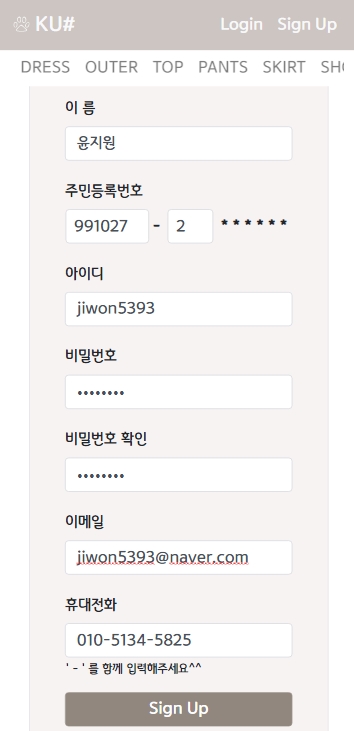 KU# Login Sign Up
DRESS OUTER TOP PANTS SKIRT SHO
이 름
윤지원
주민등록번호
991027 - 2 * * * * * *
아이디
jiwon5393
비밀번호
••••••••
비밀번호 확인
••••••••
이메일
jiwon5393@naver.com
휴대전화
010-5134-5825
' - ' 를 함께 입력해주세요^^
Sign Up